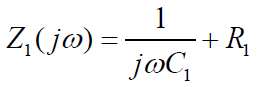 Z₁(jω) = 1/(jωC₁) + R₁